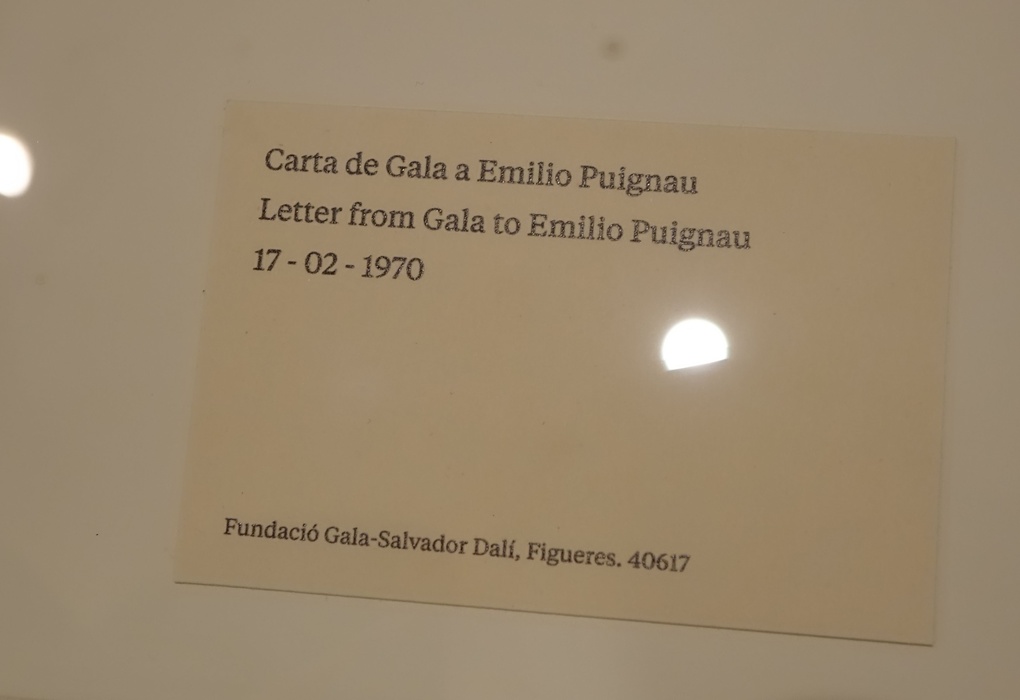 Carta de Gala a Emilio Puignau
Letter from Gala to Emilio Puignau
17 - 02 - 1970
Fundació Gala-Salvador Dalí, Figueres. 40617